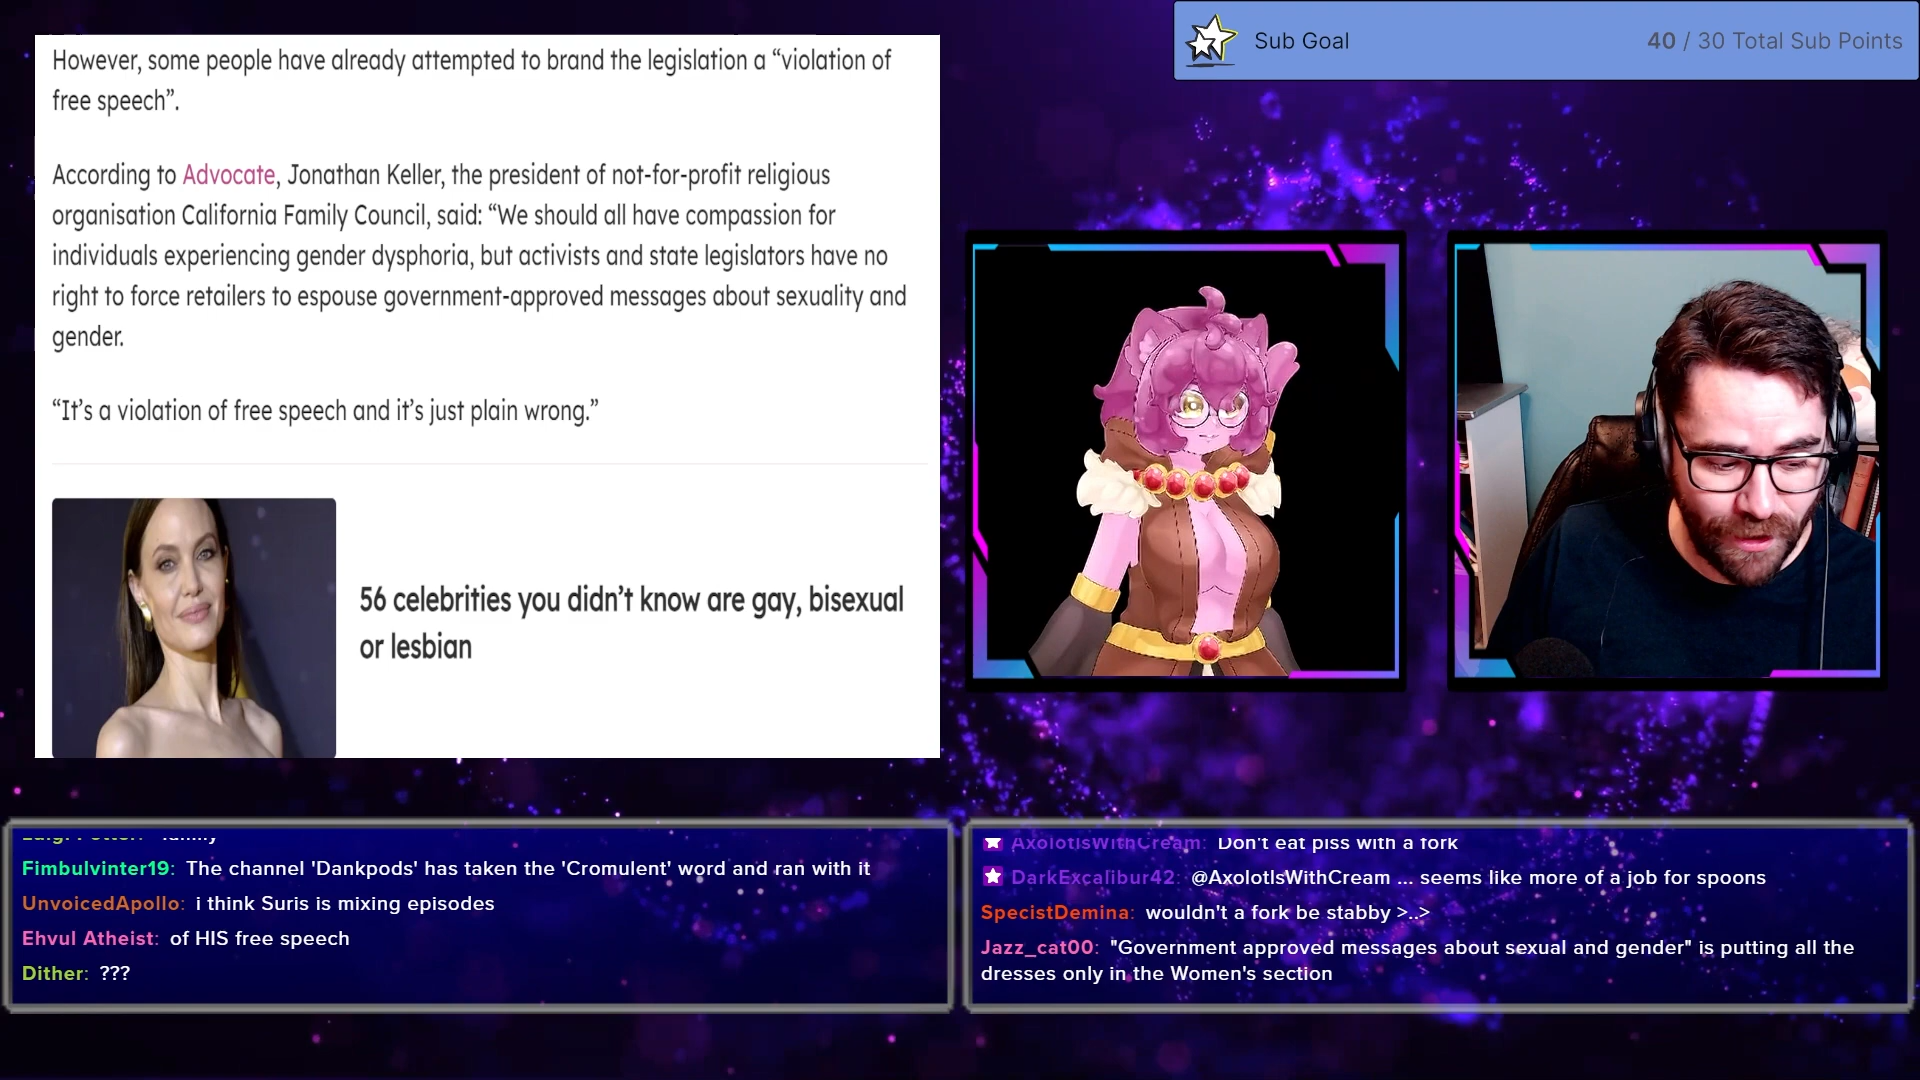 However, some people have already attempted to brand the legislation a “violation of
free speech”.
According to Advocate, Jonathan Keller, the president of not-for-profit religious
organisation California Family Council, said: “We should all have compassion for
individuals experiencing gender dysphoria, but activists and state legislators have no
right to force retailers to espouse government-approved messages about sexuality and
gender.
“It’s a violation of free speech and it’s just plain wrong.”
56 celebrities you didn’t know are gay, bisexual
or lesbian
Sub Goal
40 / 30 Total Sub Points
family
Fimbulvinter19: The channel 'Dankpods' has taken the 'Cromulent' word and ran with it
UnvoicedApollo: i think Suris is mixing episodes
Ehvul Atheist: of HIS free speech
Dither: ???
AxolotlsWithCream: Don't eat piss with a fork
DarkExcalibur42: @AxolotlsWithCream ... seems like more of a job for spoons
SpecistDemina: wouldn't a fork be stabby >..>
Jazz_cat00: "Government approved messages about sexual and gender" is putting all the
dresses only in the Women's section